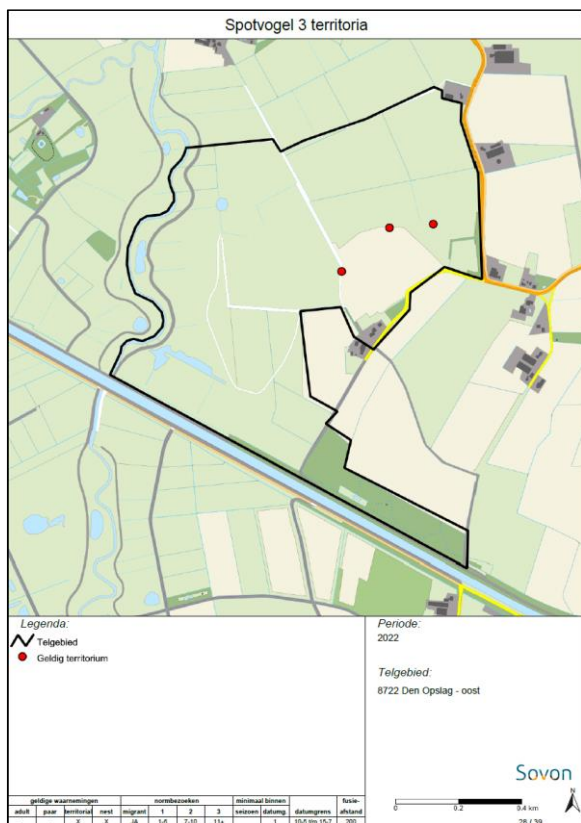 Spotvogel 3 territoria
Legenda:
Telgebied
Geldig territorium
Periode:
2022
Telgebied:
8722 Den Opslag - oost
Sovon
0 0.2 0.4 km
N
28 / 39
geldige waarnemingen normbezoeken minimaal binnen fusie-
adult paar territorial nest migrant 1 2 3 seizoen datumg. datumgrens afstand
X X JA 1-6 7-10 11+ 1 10-5 t/m 15-7 200